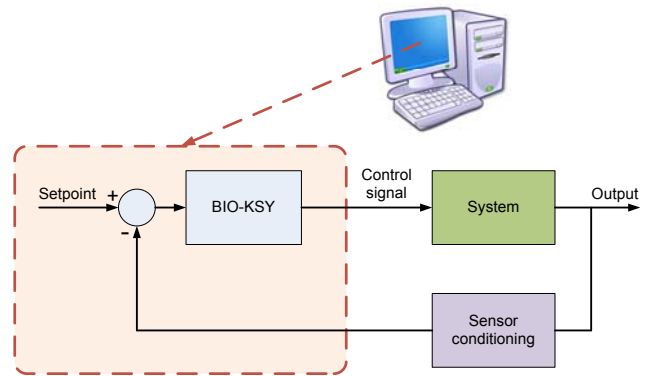 Setpoint
+
-
BIO-KSY
Control
signal
System
Output
Sensor
conditioning